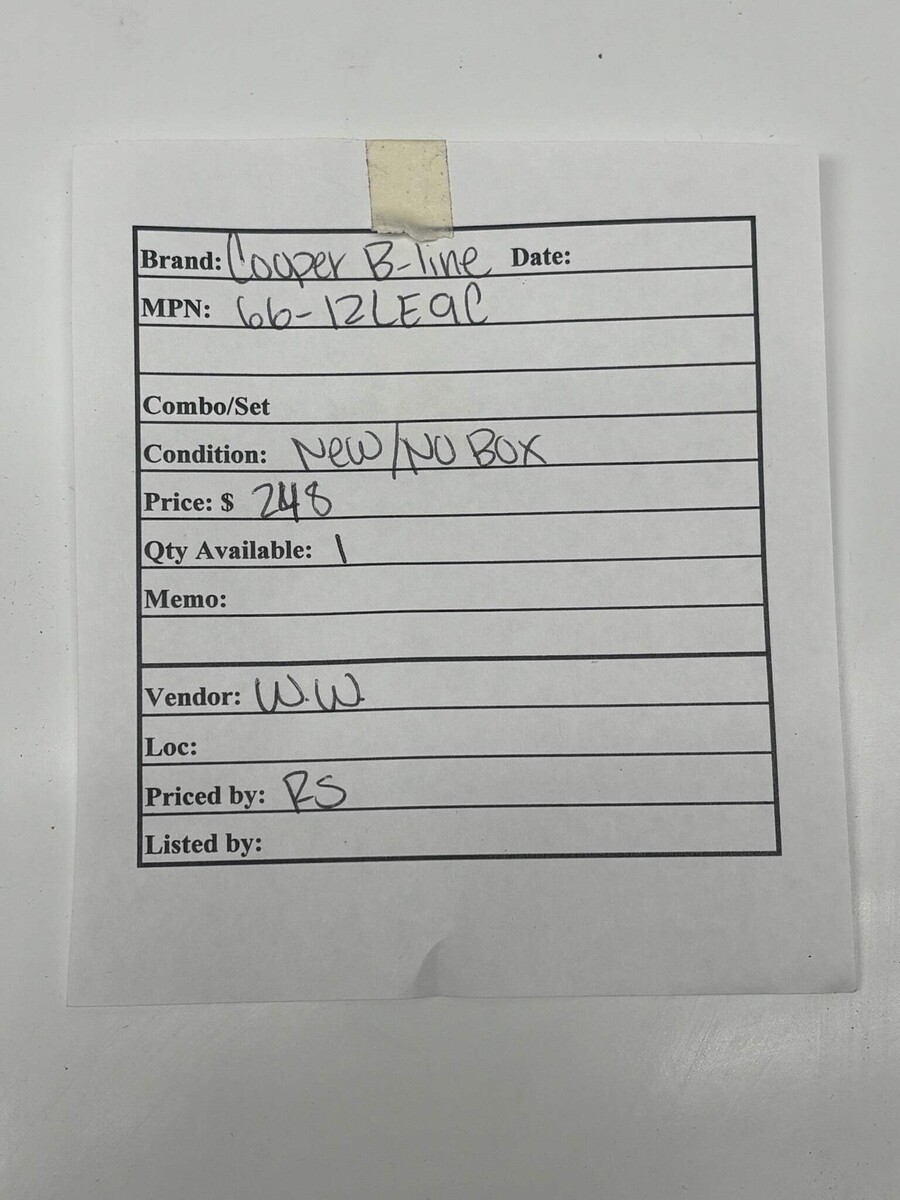 Brand: Cooper B-line Date:
MPN: 66-12LE9C
Combo/Set
Condition: New/No Box
Price: $ 248
Qty Available: 1
Memo:
Vendor: W.W.
Loc:
Priced by: RS
Listed by: